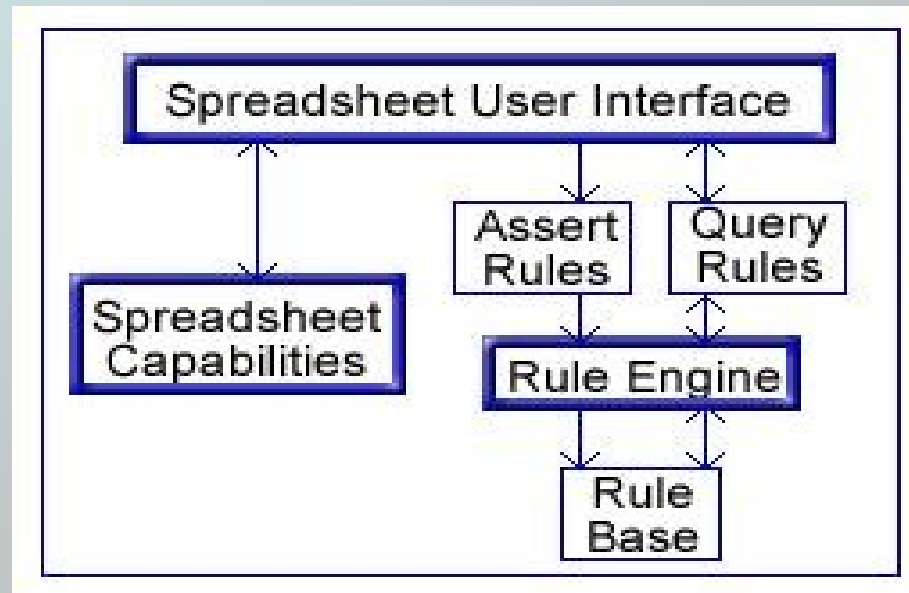 Spreadsheet User Interface
Assert
Rules
Query
Rules
Spreadsheet
Capabilities
Rule Engine
Rule
Base